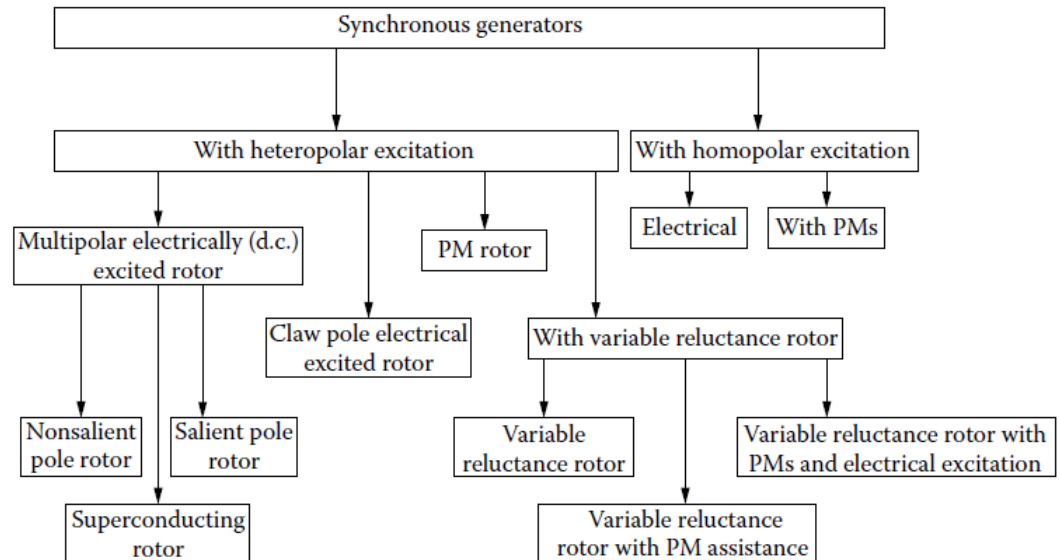 Synchronous generators
With heteropolar excitation
With homopolar excitation
Electrical
With PMs
Multipolar electrically (d.c.)
excited rotor
PM rotor
Claw pole electrical
excited rotor
With variable reluctance rotor
Nonsalient
pole rotor
Salient pole
rotor
Variable
reluctance rotor
Variable reluctance rotor with
PMs and electrical excitation
Superconducting
rotor
Variable reluctance
rotor with PM assistance